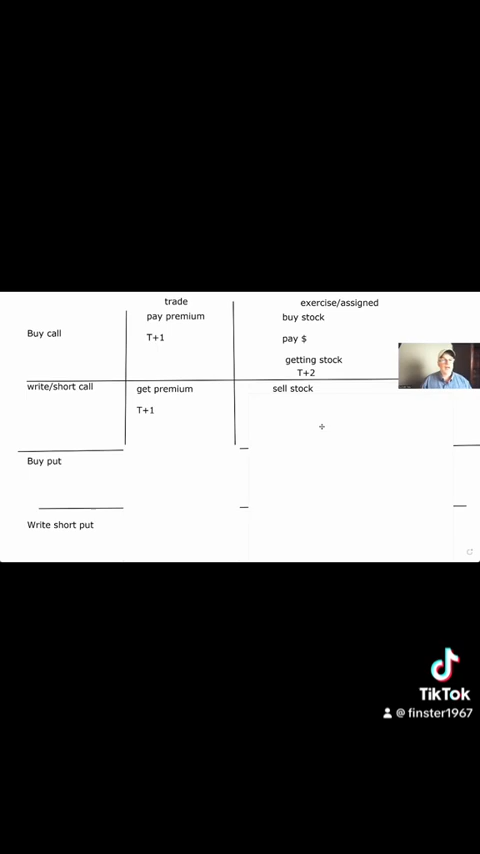 trade
exercise/assigned
pay premium
buy stock
Buy call
T+1
pay $
getting stock
T+2
write/short call
get premium
sell stock
T+1
Buy put
Write short put
TikTok
@finster1967